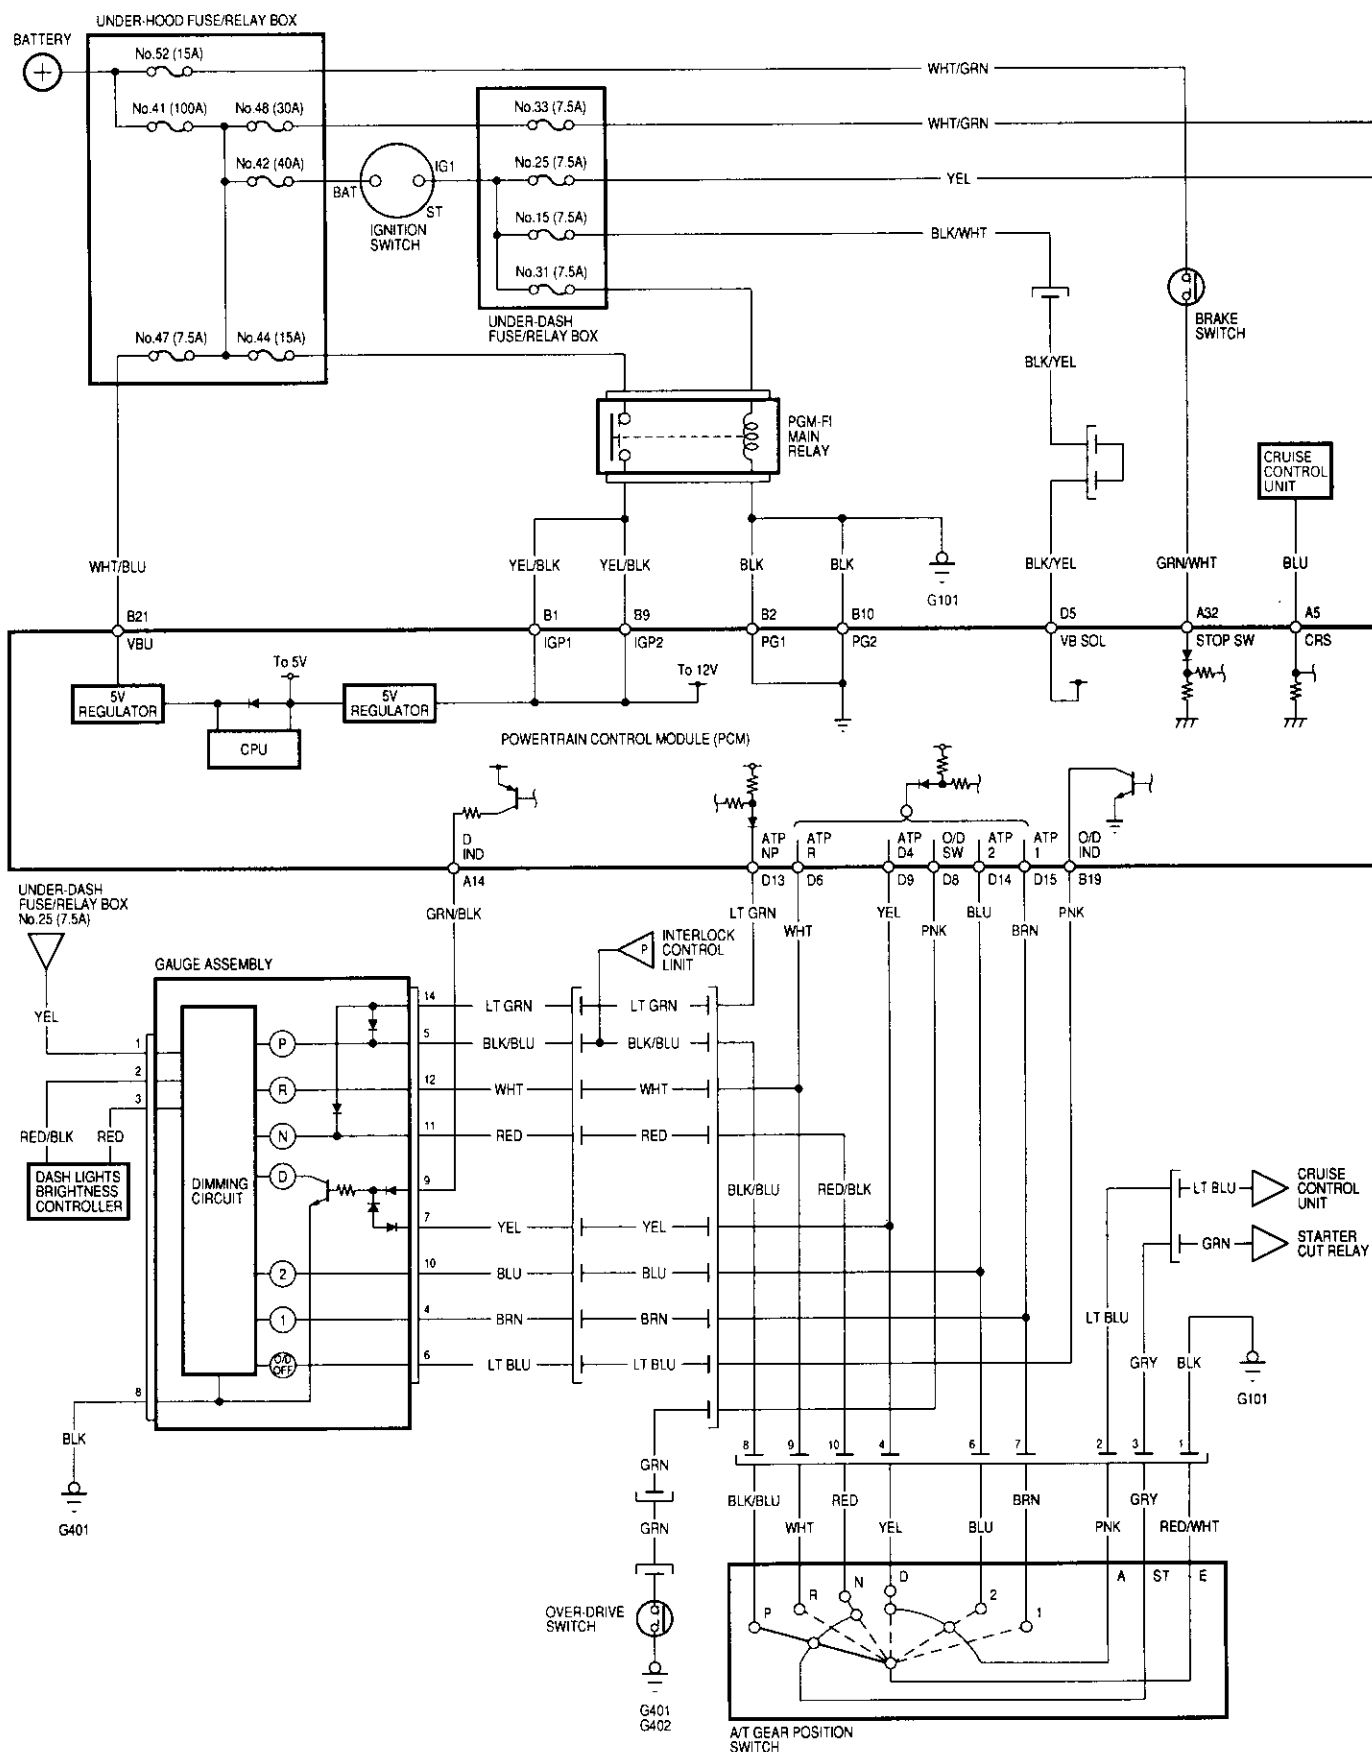 UNDER-HOOD FUSE/RELAY BOX
BATTERY
+
No.52 (15A)
WHT/GRN
No.41 (100A)
No.48 (30A)
No.33 (7.5A)
WHT/GRN
No.42 (40A)
BAT
IG1
ST
IGNITION
SWITCH
No.25 (7.5A)
YEL
No.15 (7.5A)
BLK/WHT
No.31 (7.5A)
UNDER-DASH
FUSE/RELAY BOX
BRAKE
SWITCH
No.47 (7.5A)
No.44 (15A)
BLK/YEL
PGM-FI
MAIN
RELAY
CRUISE
CONTROL
UNIT
WHT/BLU
YEL/BLK
YEL/BLK
BLK
BLK
G101
BLK/YEL
GRN/WHT
BLU
B21
B1
B9
B2
B10
D5
A32
A5
VBU
IGP1
IGP2
PG1
PG2
VB SOL
STOP SW
CRS
To 5V
To 12V
5V
REGULATOR
5V
REGULATOR
CPU
POWERTRAIN CONTROL MODULE (PCM)
D
IND
ATP
NP
ATP
R
ATP
D4
O/D
SW
ATP
2
ATP
1
O/D
IND
A14
D13
D6
D9
D8
D14
D15
B19
UNDER-DASH
FUSE/RELAY BOX
No.25 (7.5A)
GRN/BLK
LT GRN
WHT
YEL
PNK
BLU
BRN
PNK
P
INTERLOCK
CONTROL
LINIT
GAUGE ASSEMBLY
YEL
14
LT GRN
LT GRN
1
P
5
BLK/BLU
BLK/BLU
2
R
12
WHT
WHT
3
N
11
RED
RED
RED/BLK
RED
DASH LIGHTS
BRIGHTNESS
CONTROLLER
DIMMING
CIRCUIT
D
9
BLK/BLU
RED/BLK
7
YEL
YEL
2
10
BLU
BLU
1
4
BRN
BRN
O/D
OFF
6
LT BLU
LT BLU
8
BLK
G401
LT BLU
CRUISE
CONTROL
UNIT
GRN
STARTER
CUT RELAY
LT BLU
GRY
BLK
G101
8
9
10
4
6
7
2
3
1
GRN
GRN
BLK/BLU
WHT
RED
YEL
BLU
BRN
PNK
GRY
RED/WHT
OVER-DRIVE
SWITCH
G401
G402
P
R
N
D
2
1
A
ST
E
A/T GEAR POSITION
SWITCH